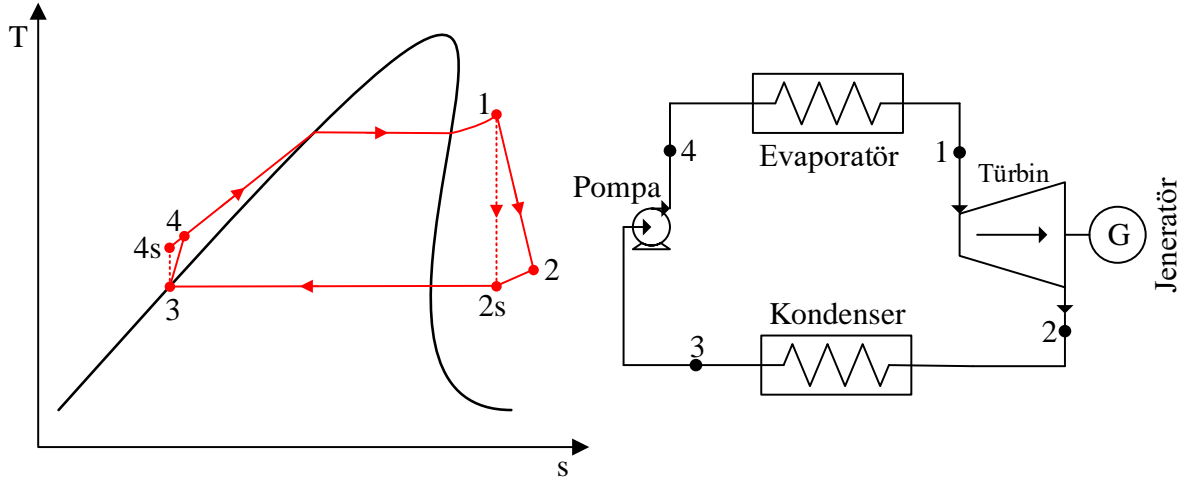 T
1
4
4s
3
2s
2
s
Evaporatör
4
1
Pompa
Türbin
G
Jeneratör
Kondenser
3
2